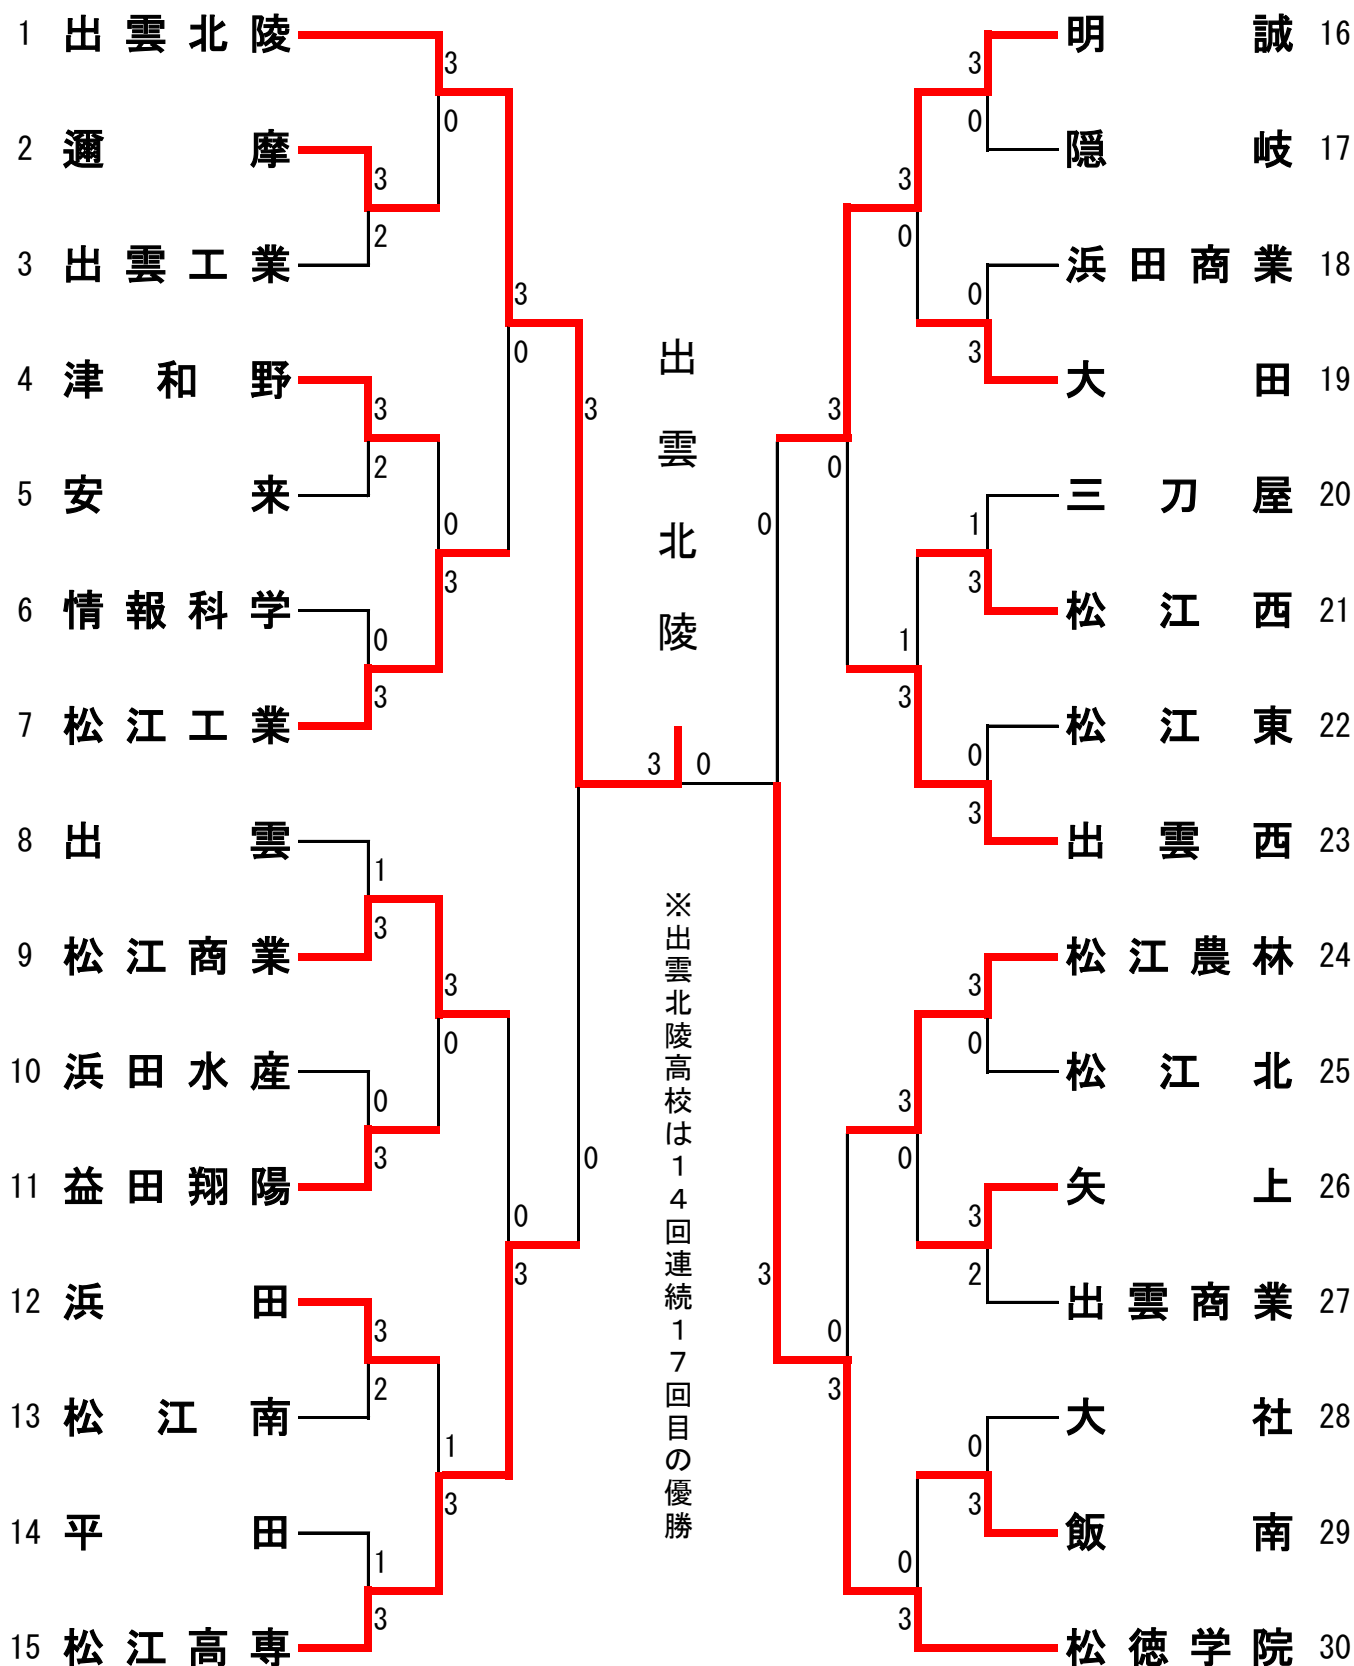 1 出雲北陵
3
0
2 邇摩
3
2
3 出雲工業
3
0
4 津和野
3
2
5 安来
0
3
6 情報科学
0
3
7 松江工業
3
0
8 出雲
1
3
9 松江商業
3
0
10 浜田水産
0
3
11 益田翔陽
0
3
12 浜田
3
2
13 松江南
1
3
14 平田
1
3
15 松江高専
出雲北陵
3 0
※出雲北陵高校は14回連続17回目の優勝
明誠 16
3
0
隠岐 17
3
0
浜田商業 18
0
3
大田 19
3
0
三刀屋 20
1
3
松江西 21
1
3
松江東 22
0
3
出雲西 23
0
3
松江農林 24
3
0
松江北 25
3
0
矢上 26
3
2
出雲商業 27
0
3
大社 28
0
3
飯南 29
0
3
松徳学院 30